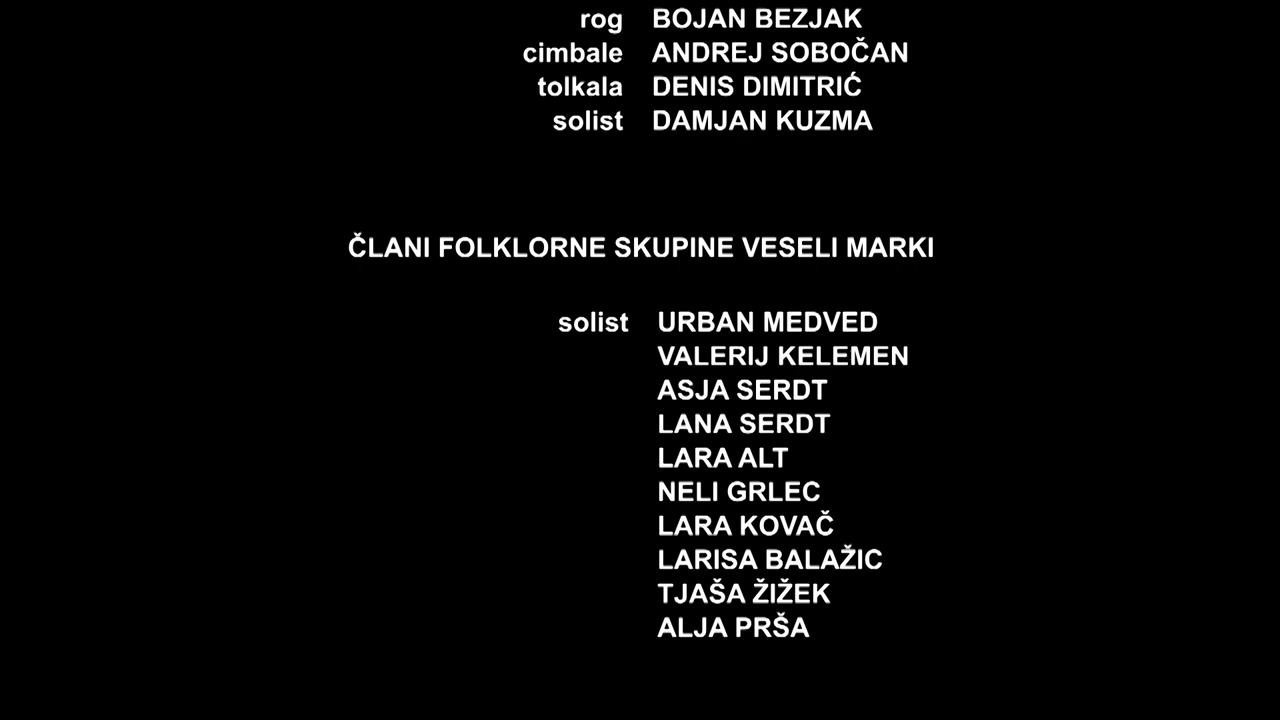 rog BOJAN BEZJAK
cimbale ANDREJ SOBOČAN
tolkala DENIS DIMITRIĆ
solist DAMJAN KUZMA
ČLANI FOLKLORNE SKUPINE VESELI MARKI
solist URBAN MEDVED
VALERIJ KELEMEN
ASJA SERDT
LANA SERDT
LARA ALT
NELI GRLEC
LARA KOVAČ
LARISA BALAŽIC
TJAŠA ŽIŽEK
ALJA PRŠA